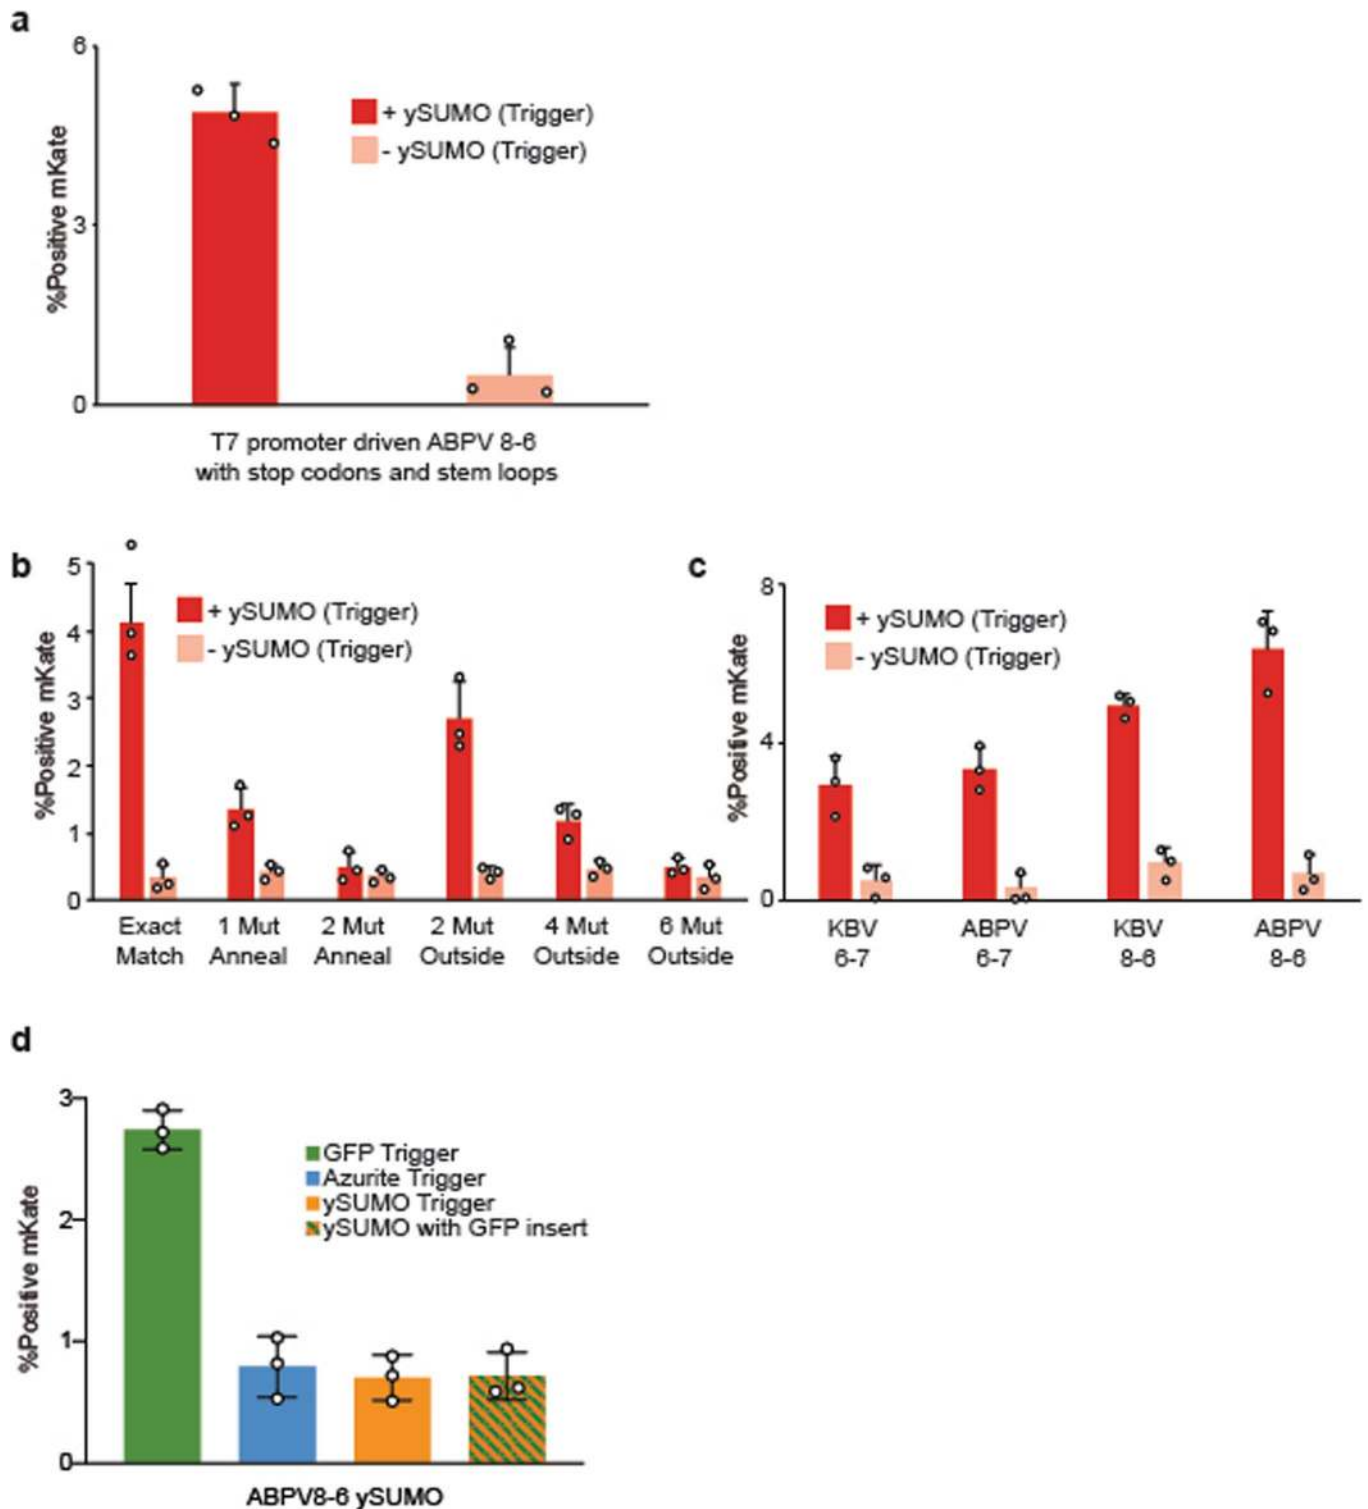 a
6
3
0
%Positive mKate
+ ySUMO (Trigger)
- ySUMO (Trigger)
T7 promoter driven ABPV 8-6
with stop codons and stem loops
b
5
4
3
2
1
0
%Positive mKate
+ ySUMO (Trigger)
- ySUMO (Trigger)
Exact
Match
1 Mut
Anneal
2 Mut
Anneal
2 Mut
Outside
4 Mut
Outside
6 Mut
Outside
c
8
4
0
%Positive mKate
+ ySUMO (Trigger)
- ySUMO (Trigger)
KBV
6-7
ABPV
6-7
KBV
8-6
ABPV
8-6
d
3
2
1
0
%Positive mKate
GFP Trigger
Azurite Trigger
ySUMO Trigger
ySUMO with GFP insert
ABPV8-6 ySUMO